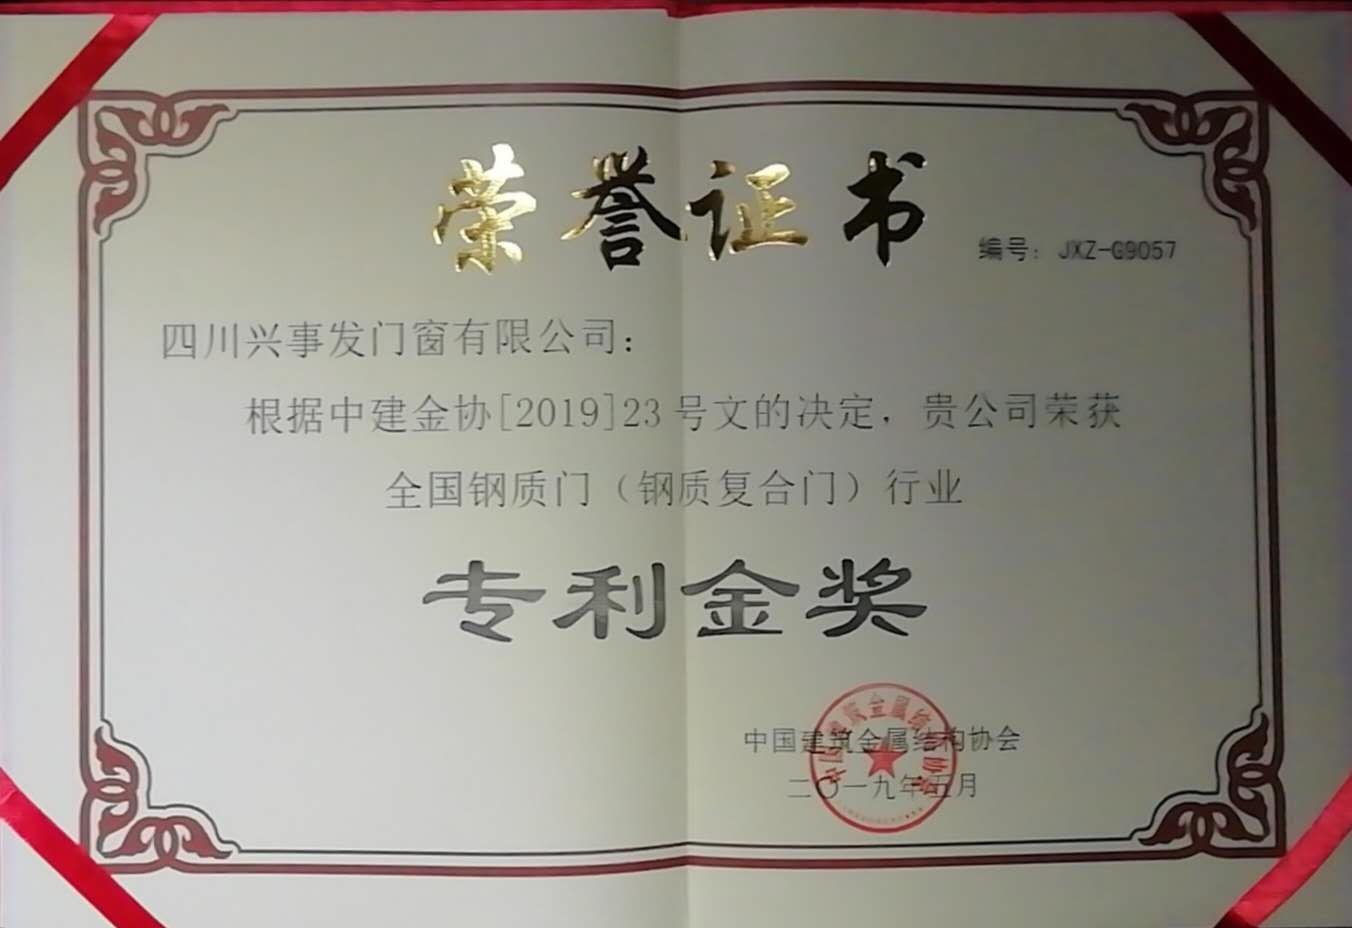 荣誉证书
编号：JXZ-G9057
四川兴事发门窗有限公司：
根据中建金协[2019]23号文的决定，贵公司荣获
全国钢质门（钢质复合门）行业
专利金奖
中国建筑金属结构协会
二〇一九年五月